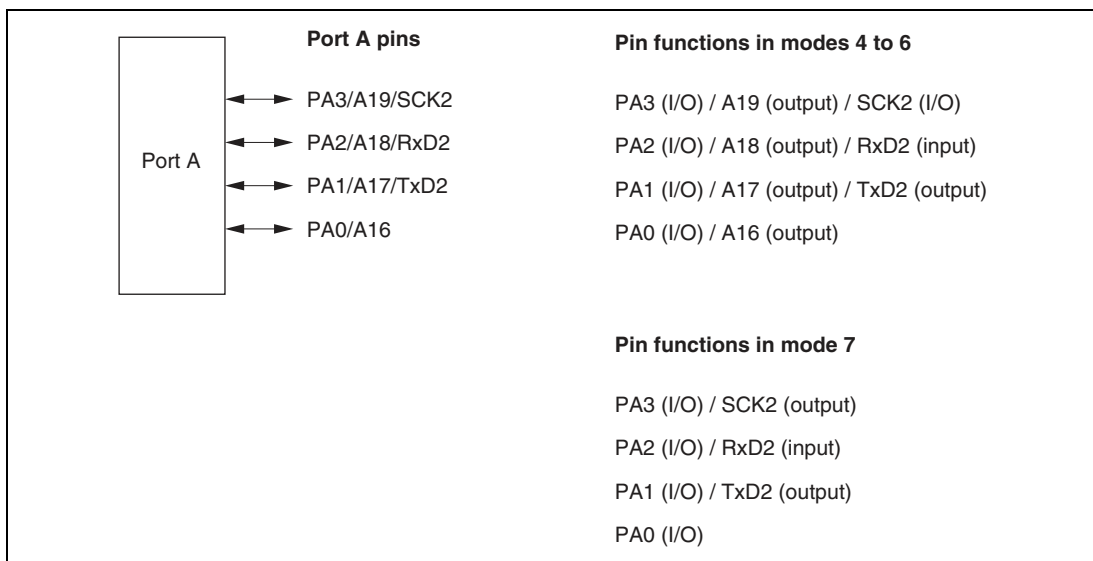 Port A
Port A pins
PA3/A19/SCK2
PA2/A18/RxD2
PA1/A17/TxD2
PA0/A16
Pin functions in modes 4 to 6
PA3 (I/O) / A19 (output) / SCK2 (I/O)
PA2 (I/O) / A18 (output) / RxD2 (input)
PA1 (I/O) / A17 (output) / TxD2 (output)
PA0 (I/O) / A16 (output)
Pin functions in mode 7
PA3 (I/O) / SCK2 (output)
PA2 (I/O) / RxD2 (input)
PA1 (I/O) / TxD2 (output)
PA0 (I/O)